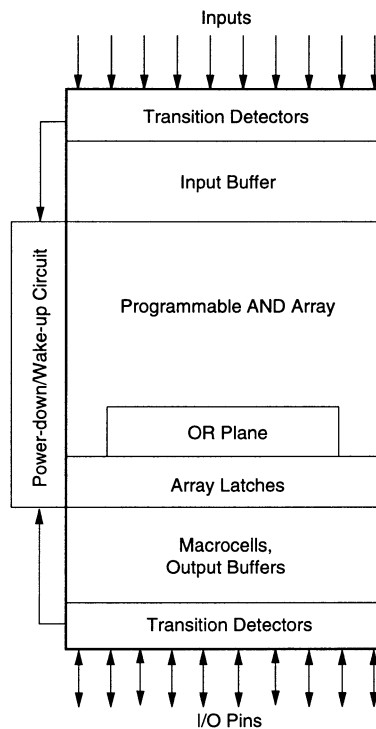 Inputs
Transition Detectors
Input Buffer
Power-down/Wake-up Circuit
Programmable AND Array
OR Plane
Array Latches
Macrocells,
Output Buffers
Transition Detectors
I/O Pins